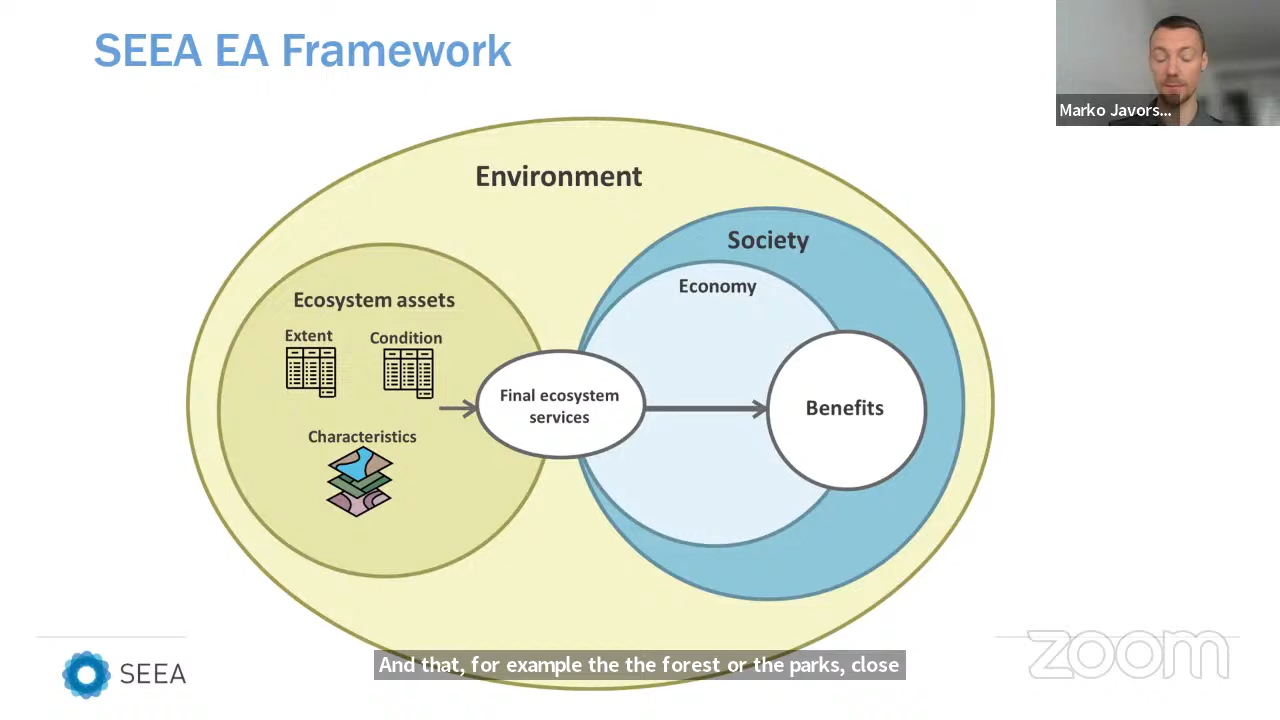 SEEA EA Framework
Marko Javors...
Environment
Society
Economy
Ecosystem assets
Extent
Condition
Characteristics
Final ecosystem
services
Benefits
SEEA
And that, for example the the forest or the parks, close
zoom